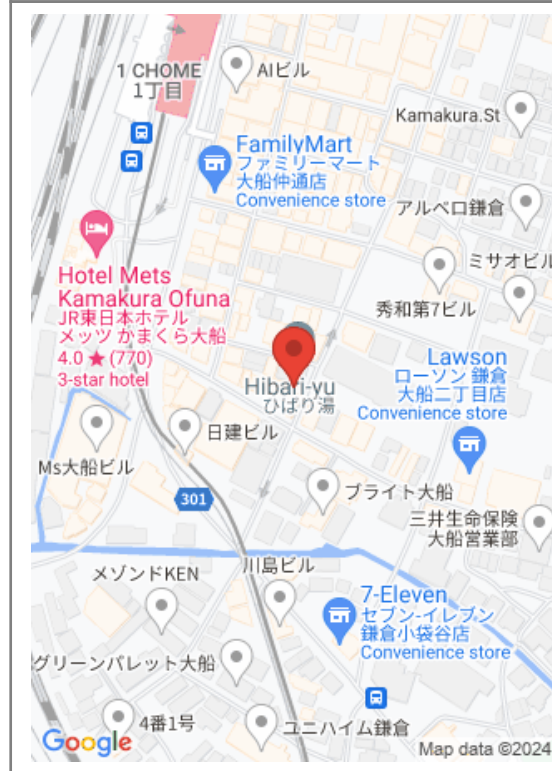 1 CHOME
1丁目
AIビル
Kamakura.St
FamilyMart
ファミリーマート
大船仲通店
Convenience store
アルベロ鎌倉
ミサオビル
Hotel Mets
Kamakura Ofuna
JR東日本ホテル
メッツ かまくら大船
4.0 ★ (770)
3-star hotel
秀和第7ビル
Lawson
ローソン 鎌倉
大船二丁目店
Convenience store
Hibari-yu
ひばり湯
日建ビル
Ms大船ビル
301
ブライト大船
三井生命保険
大船営業部
メゾンドKEN
川島ビル
7-Eleven
セブン-イレブン
鎌倉小袋谷店
Convenience store
グリーンパレット大船
4番1号
ユニハイム鎌倉
Google
Map data ©2024